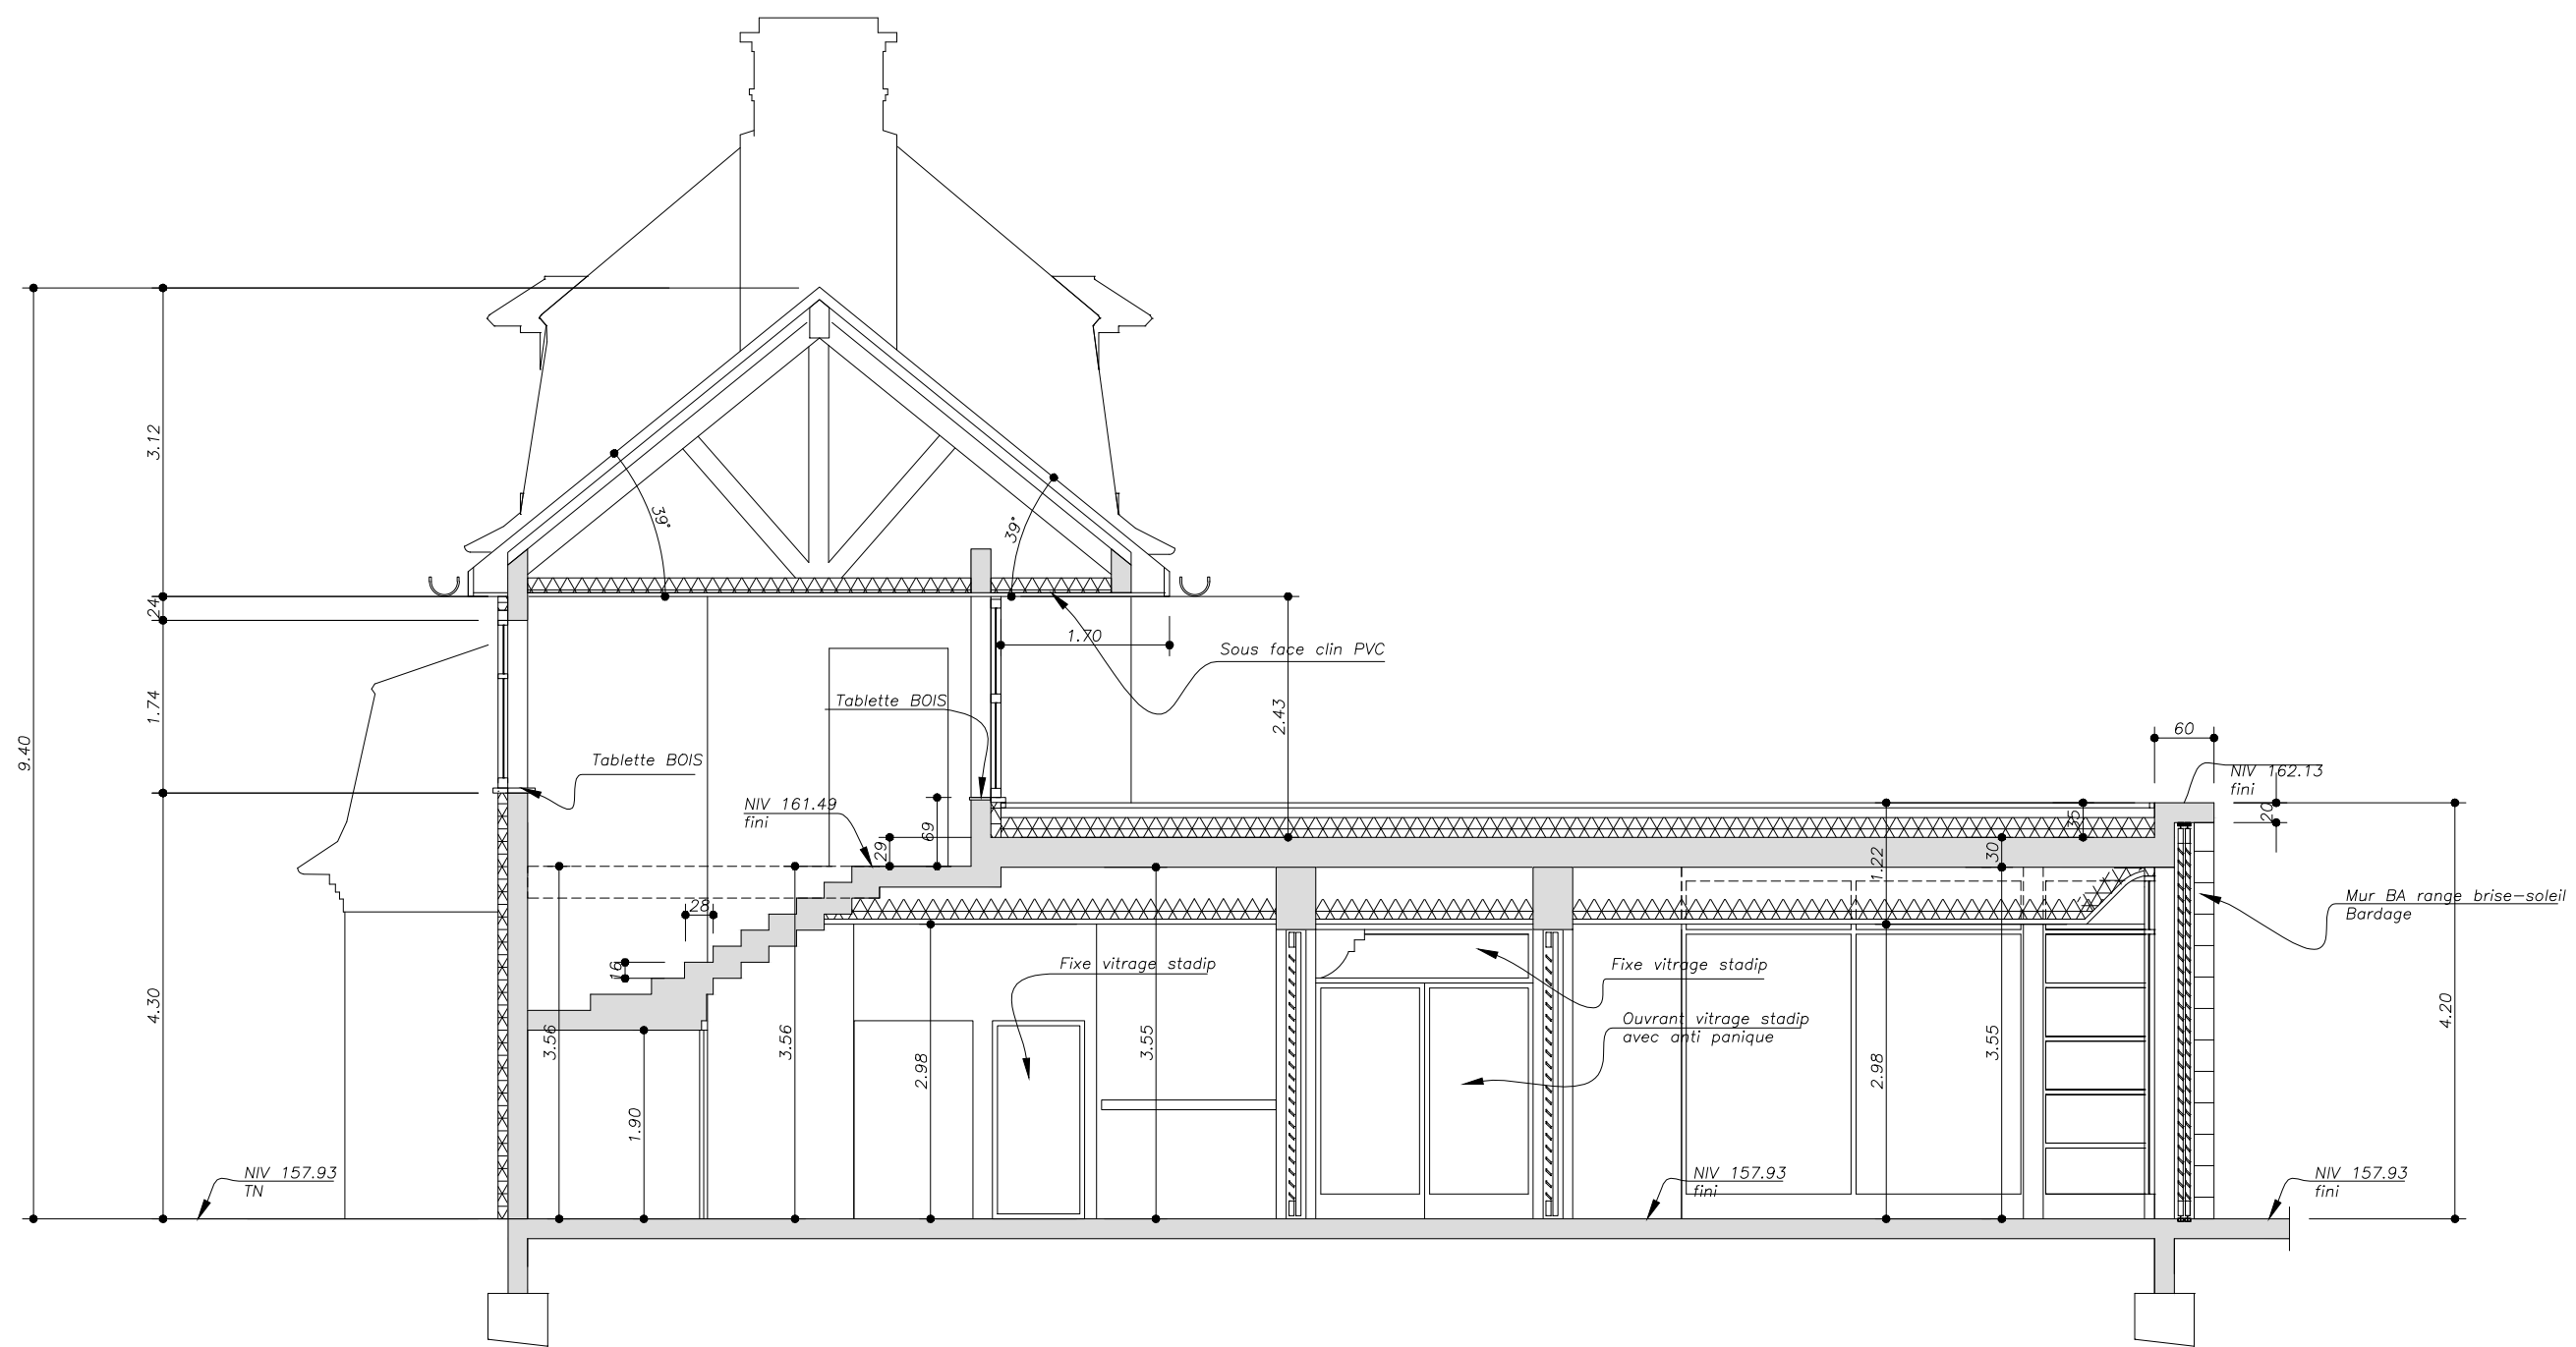 3.12
39°
39°
24
1.70
Sous face clin PVC
1.74
Tablette BOIS
2.43
9.40
Tablette BOIS
60
NIV 162.13
fini
NIV 161.49
fini
69
35
20
29
30
1.22
28
Mur BA range brise-soleil
Bardage
16
Fixe vitrage stadip
Fixe vitrage stadip
4.30
4.20
Ouvrant vitrage stadip
avec anti panique
3.56
3.56
2.98
3.55
2.98
3.55
1.90
NIV 157.93
TN
NIV 157.93
fini
NIV 157.93
fini